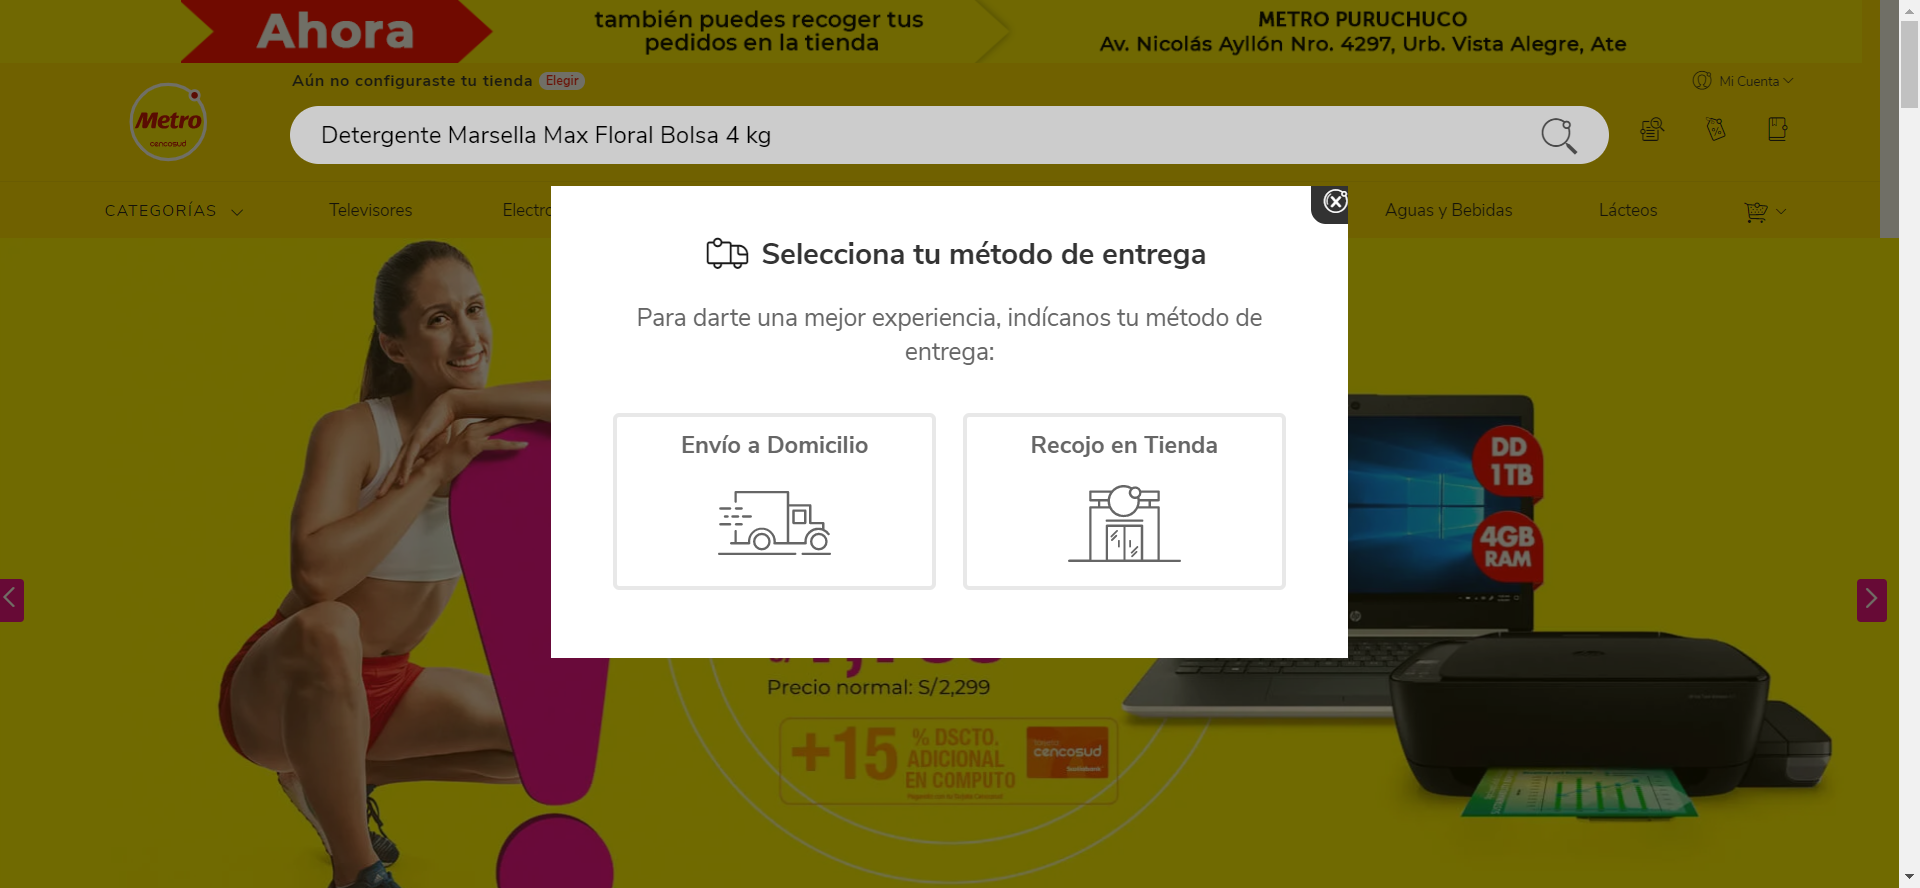 Ahora
también puedes recoger tus
pedidos en la tienda
METRO PURUCHUCO
Av. Nicolás Ayllón Nro. 4297, Urb. Vista Alegre, Ate
Aún no configuraste tu tienda Elegir
Mi Cuenta
Metro
cencosud
Detergente Marsella Max Floral Bolsa 4 kg
CATEGORÍAS
Televisores
Electro
Aguas y Bebidas
Lácteos
Selecciona tu método de entrega
Para darte una mejor experiencia, indícanos tu método de
entrega:
Envío a Domicilio
Recojo en Tienda
DD
1TB
4GB
RAM
Precio normal: S/2,299
+15
% DSCTO.
ADICIONAL
EN COMPUTO
cencosud